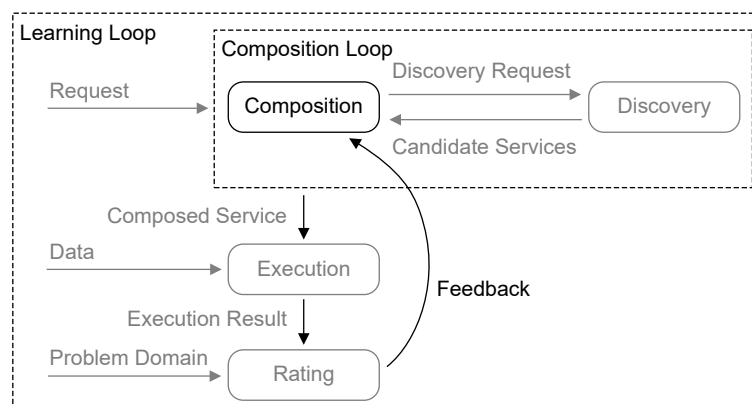 Learning Loop
Composition Loop
Request
Composition
Discovery Request
Discovery
Candidate Services
Composed Service
Data
Execution
Feedback
Execution Result
Problem Domain
Rating